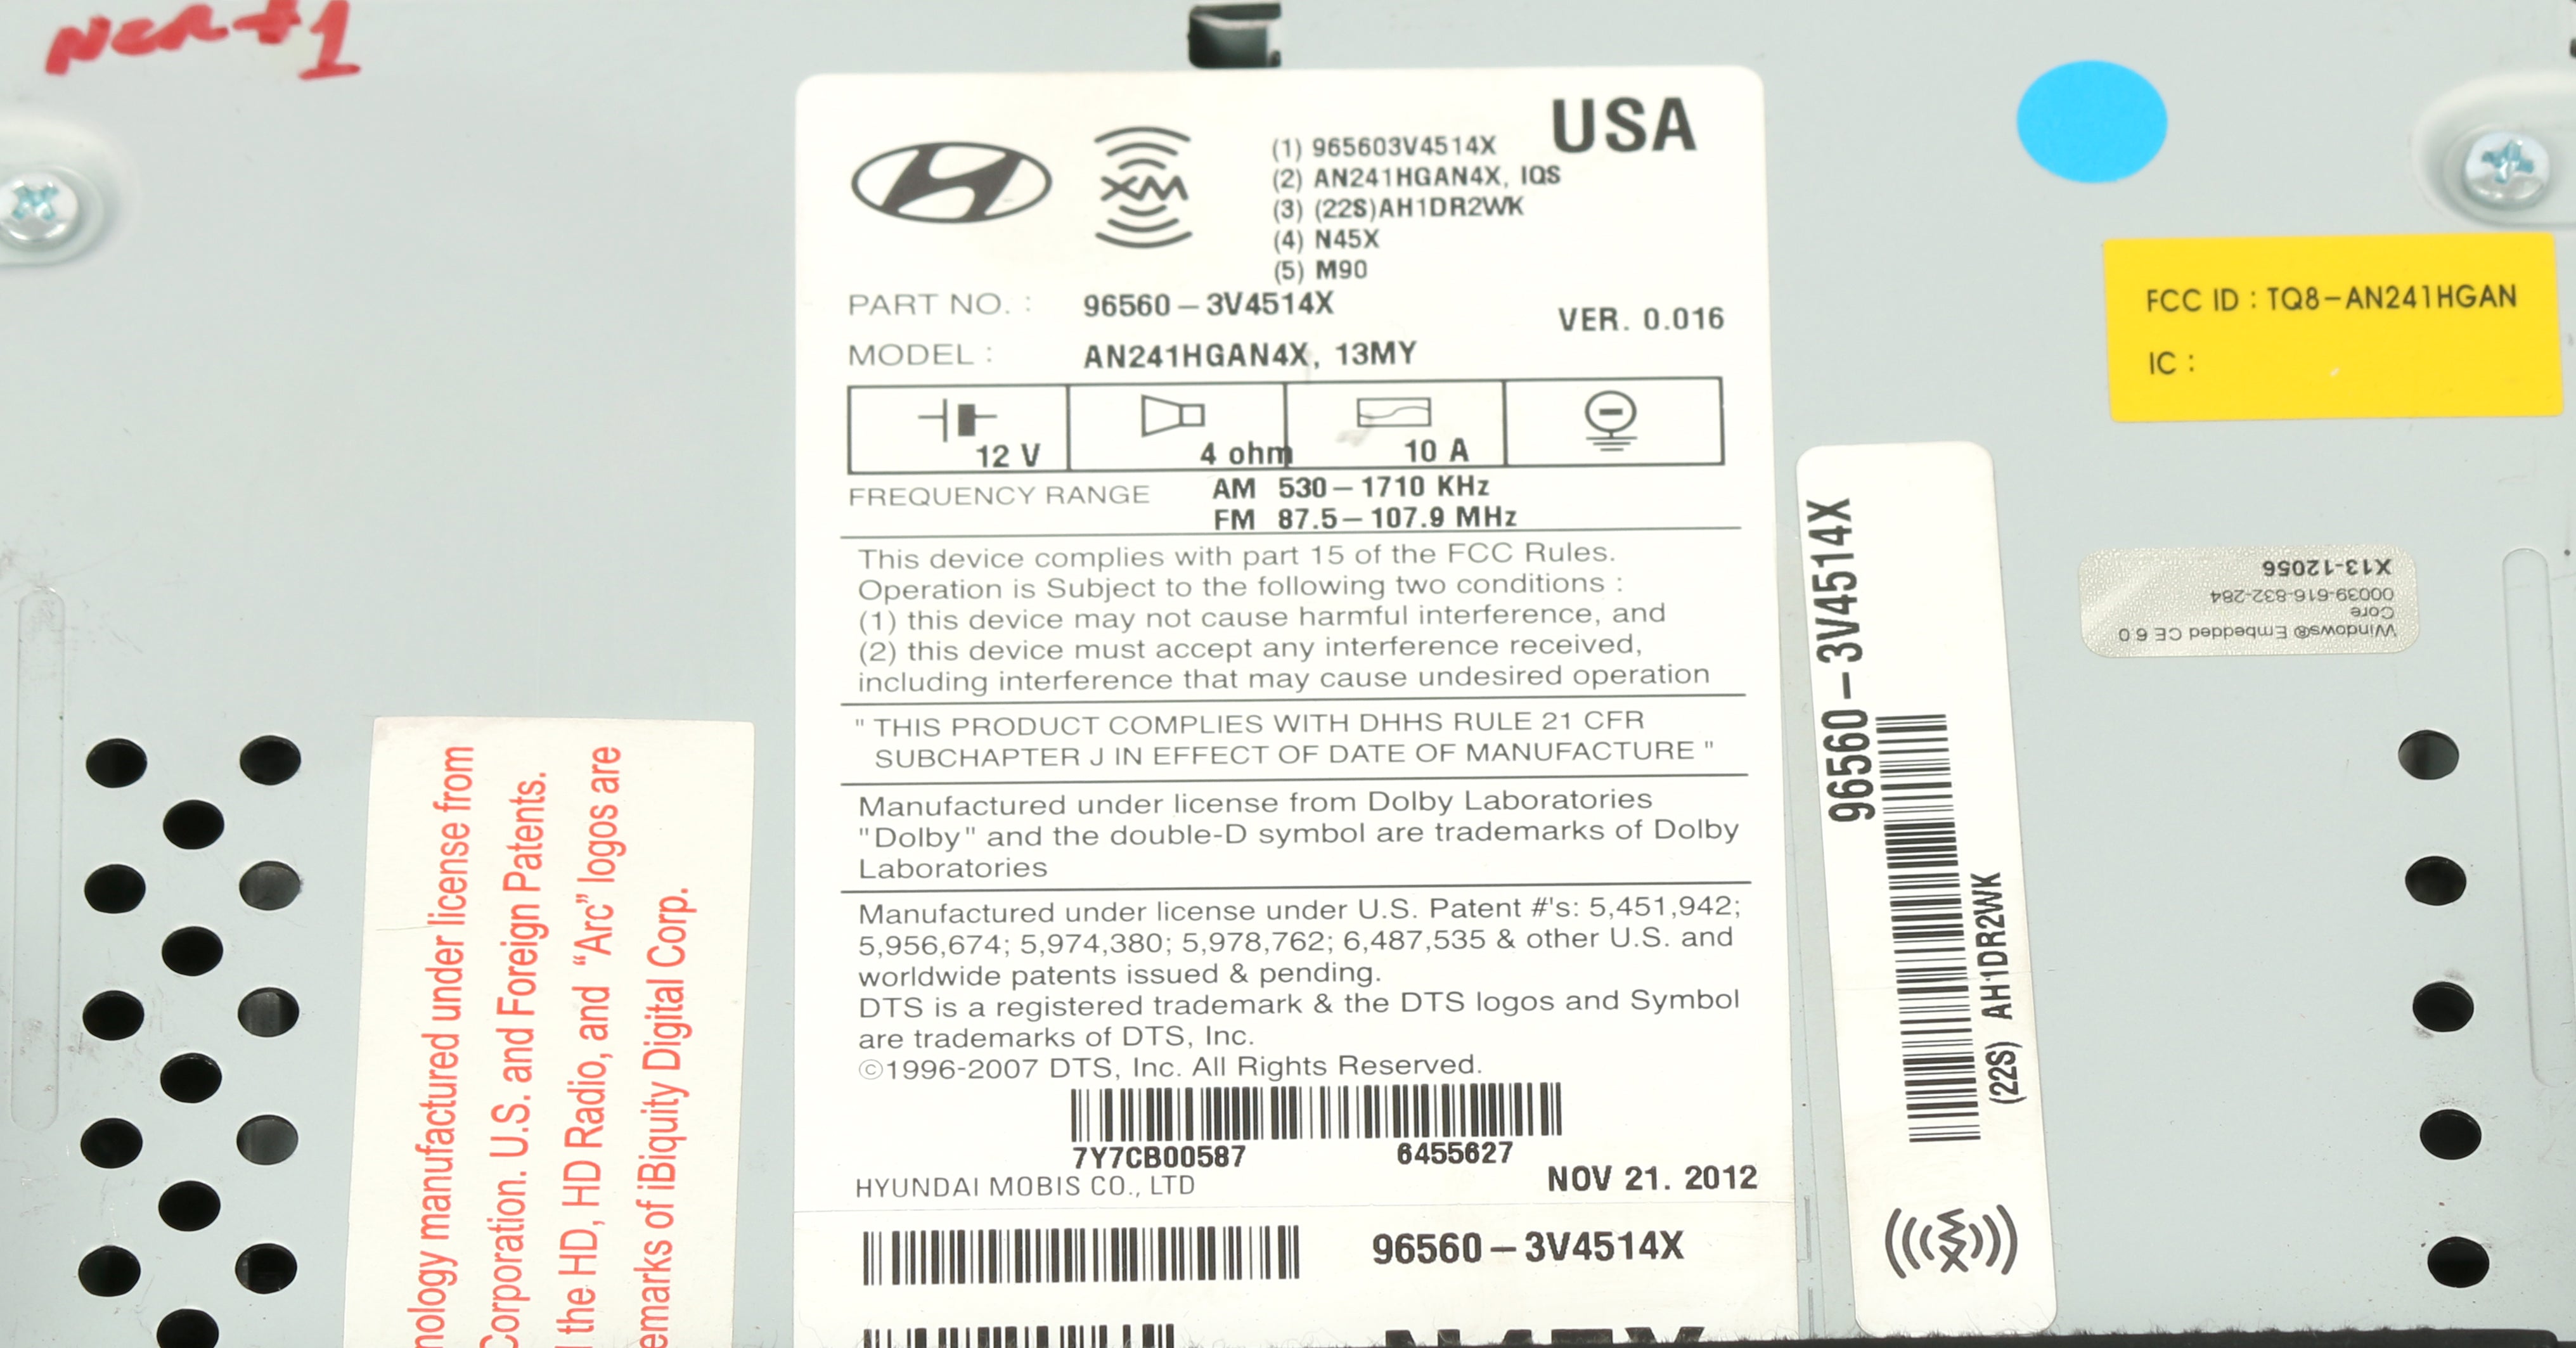 USA
XM
(1) 965603V4514X
(2) AN241HGAN4X, IQS
(3) (22S)AH1DR2WK
(4) N45X
(5) M90
PART NO. : 96560-3V4514X
VER. 0.016
MODEL : AN241HGAN4X, 13MY
12 V 4 ohm 10 A
FREQUENCY RANGE AM 530-1710 KHz
FM 87.5-107.9 MHz
This device complies with part 15 of the FCC Rules.
Operation is Subject to the following two conditions :
(1) this device may not cause harmful interference, and
(2) this device must accept any interference received,
including interference that may cause undesired operation
" THIS PRODUCT COMPLIES WITH DHHS RULE 21 CFR
SUBCHAPTER J IN EFFECT OF DATE OF MANUFACTURE "
Manufactured under license from Dolby Laboratories
"Dolby" and the double-D symbol are trademarks of Dolby
Laboratories
Manufactured under license under U.S. Patent #'s: 5,451,942;
5,956,674; 5,974,380; 5,978,762; 6,487,535 & other U.S. and
worldwide patents issued & pending.
DTS is a registered trademark & the DTS logos and Symbol
are trademarks of DTS, Inc.
©1996-2007 DTS, Inc. All Rights Reserved.
7Y7CB00587 6455627
HYUNDAI MOBIS CO., LTD NOV 21. 2012
96560-3V4514X
nology manufactured under license from
Corporation. U.S. and Foreign Patents.
the HD, HD Radio, and "Arc" logos are
emarks of iBiquity Digital Corp.
96560-3V4514X
(22S) AH1DR2WK
XM
FCC ID : TQ8-AN241HGAN
IC :
Windows® Embedded CE 6.0
Core
00039-616-832-284
X13-12056